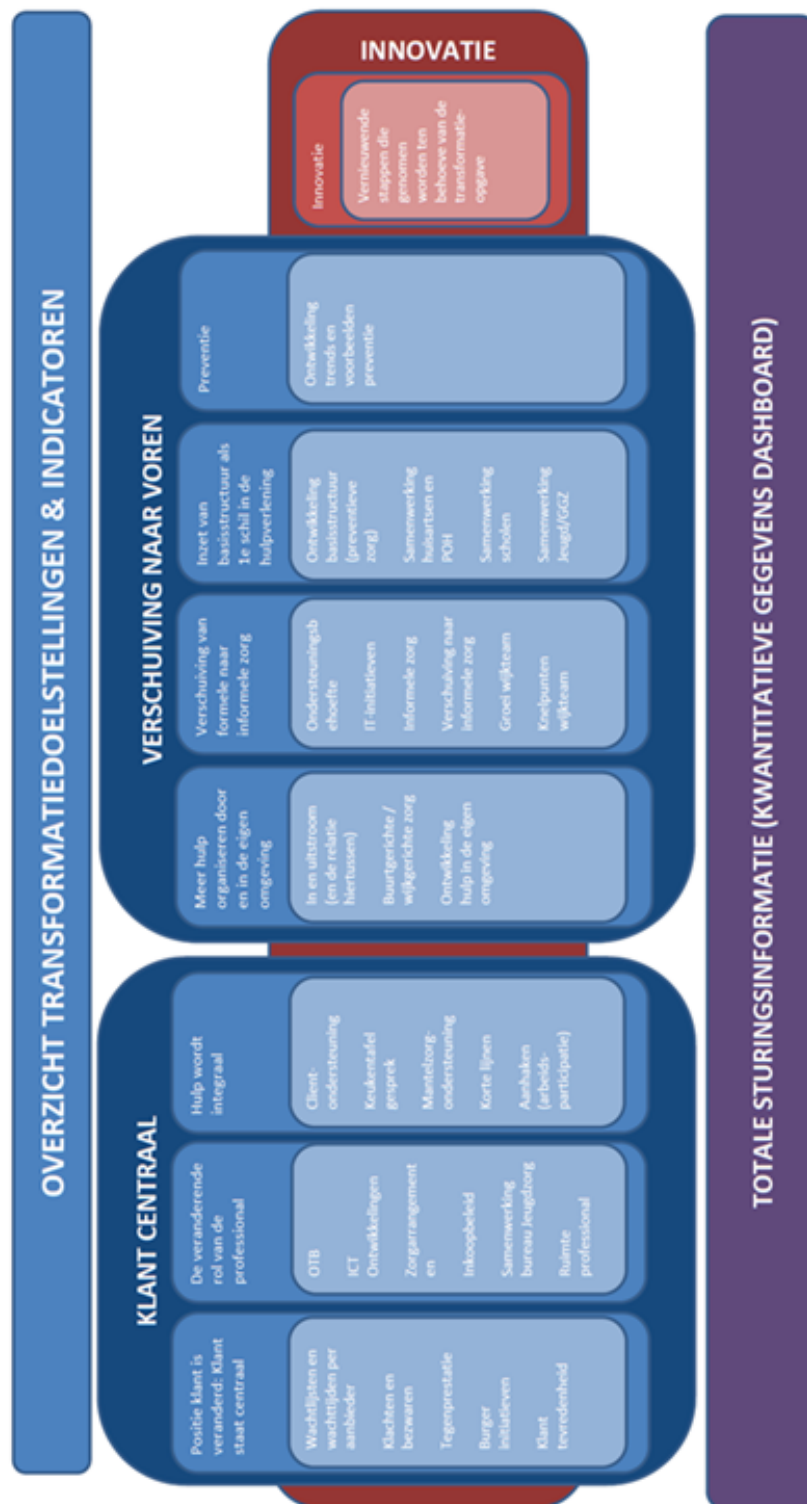 OVERZICHT TRANSFORMATIEDOELSTELLINGEN & INDICATOREN
KLANT CENTRAAL
Positie klant is
veranderd: Klant
staat centraal
Wachtlijsten en
wachttijden per
aanbieder
Klachten en
bezwaren
Tegenprestatie
Burger
initiatieven
Klant
tevredenheid
De veranderende
rol van de
professional
OTB
ICT
Ontwikkelingen
Zorgarrangement
en
Inkoopbeleid
Samenwerking
bureau Jeugdzorg
Ruimte
professional
Hulp wordt
integraal
Client-
ondersteuning
Keukentafel
gesprek
Mantelzorg-
ondersteuning
Korte lijnen
Aanhaken
(arbeids-
participatie)
VERSCHUIVING NAAR VOREN
Meer hulp
organiseren door
en in de eigen
omgeving
In en uitstroom
(en de relatie
hiertussen)
Buurtgerichte /
wijkgerichte zorg
Ontwikkeling
hulp in de eigen
omgeving
Verschuiving van
formele naar
informele zorg
Ondersteuningsb
ehoefte
IT-initiatieven
Informele zorg
Verschuiving naar
informele zorg
Groei wijkteam
Knelpunten
wijkteam
Inzet van
basisstructuur als
1e schil in de
hulpverlening
Ontwikkeling
basisstructuur
(preventieve
zorg)
Samenwerking
huisartsen en
POH
Samenwerking
scholen
Samenwerking
Jeugd/GGZ
Preventie
Ontwikkeling
trends en
voorbeelden
preventie
INNOVATIE
Innovatie
Vernieuwende
stappen die
genomen
worden ten
behoeve van de
transformatie-
opgave
TOTALE STURINGSINFORMATIE (KWANTITATIEVE GEGEVENS DASHBOARD)